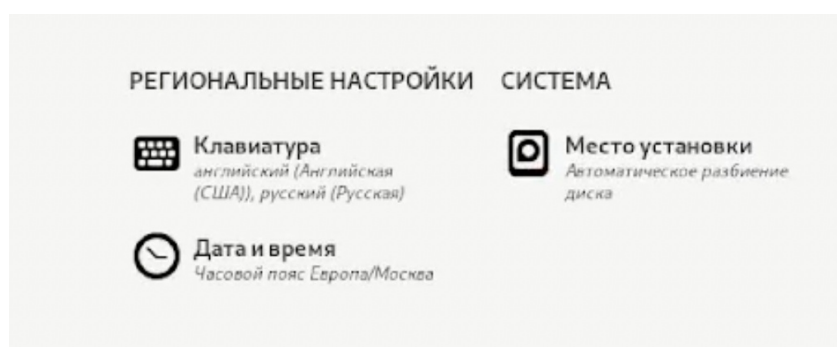 РЕГИОНАЛЬНЫЕ НАСТРОЙКИ
Клавиатура
английский (Английская
(США)), русский (Русская)
Дата и время
Часовой пояс Европа/Москва
СИСТЕМА
Место установки
Автоматическое разбиение
диска